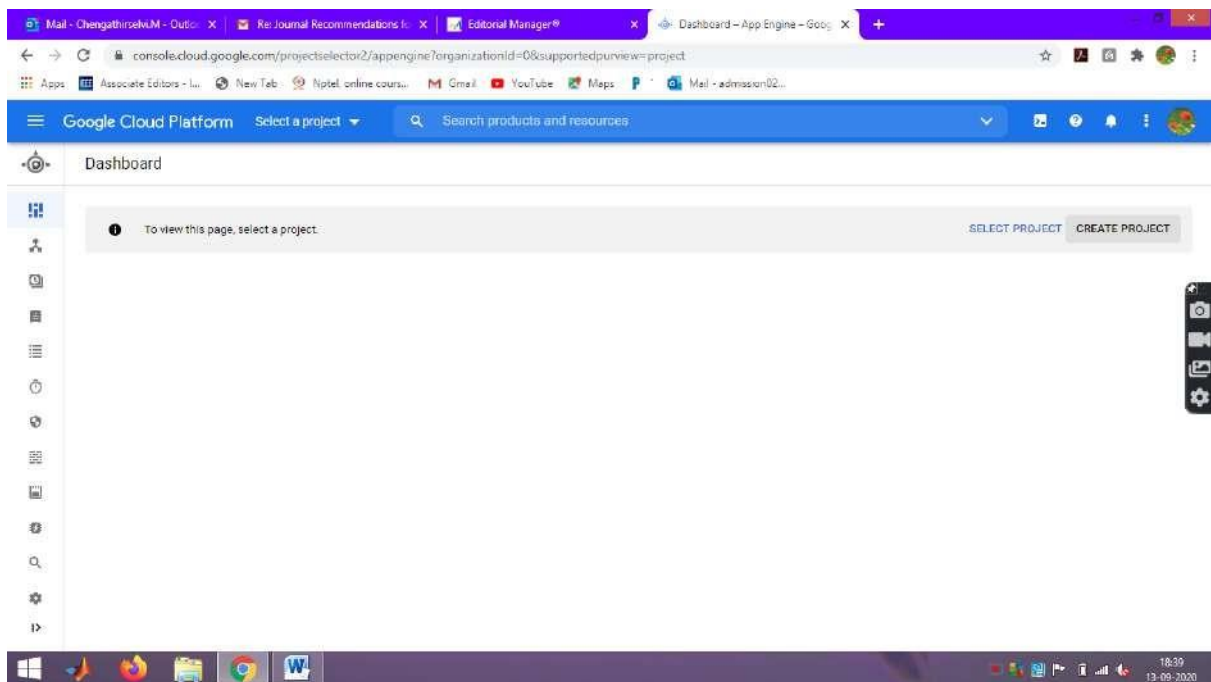 Mail - Chengathirselvi.M - Outlo
Re: Journal Recommendations fo
Editorial Manager®
Dashboard – App Engine – Goog
console.cloud.google.com/projectselector2/appengine?organizationId=0&supportedpurview=project
Apps
Associate Editors - I...
New Tab
Nptel, online cours...
Gmail
YouTube
Maps
Mail - admission02...
Google Cloud Platform
Select a project
Search products and resources
Dashboard
To view this page, select a project.
SELECT PROJECT
CREATE PROJECT
18:39
13-09-2020